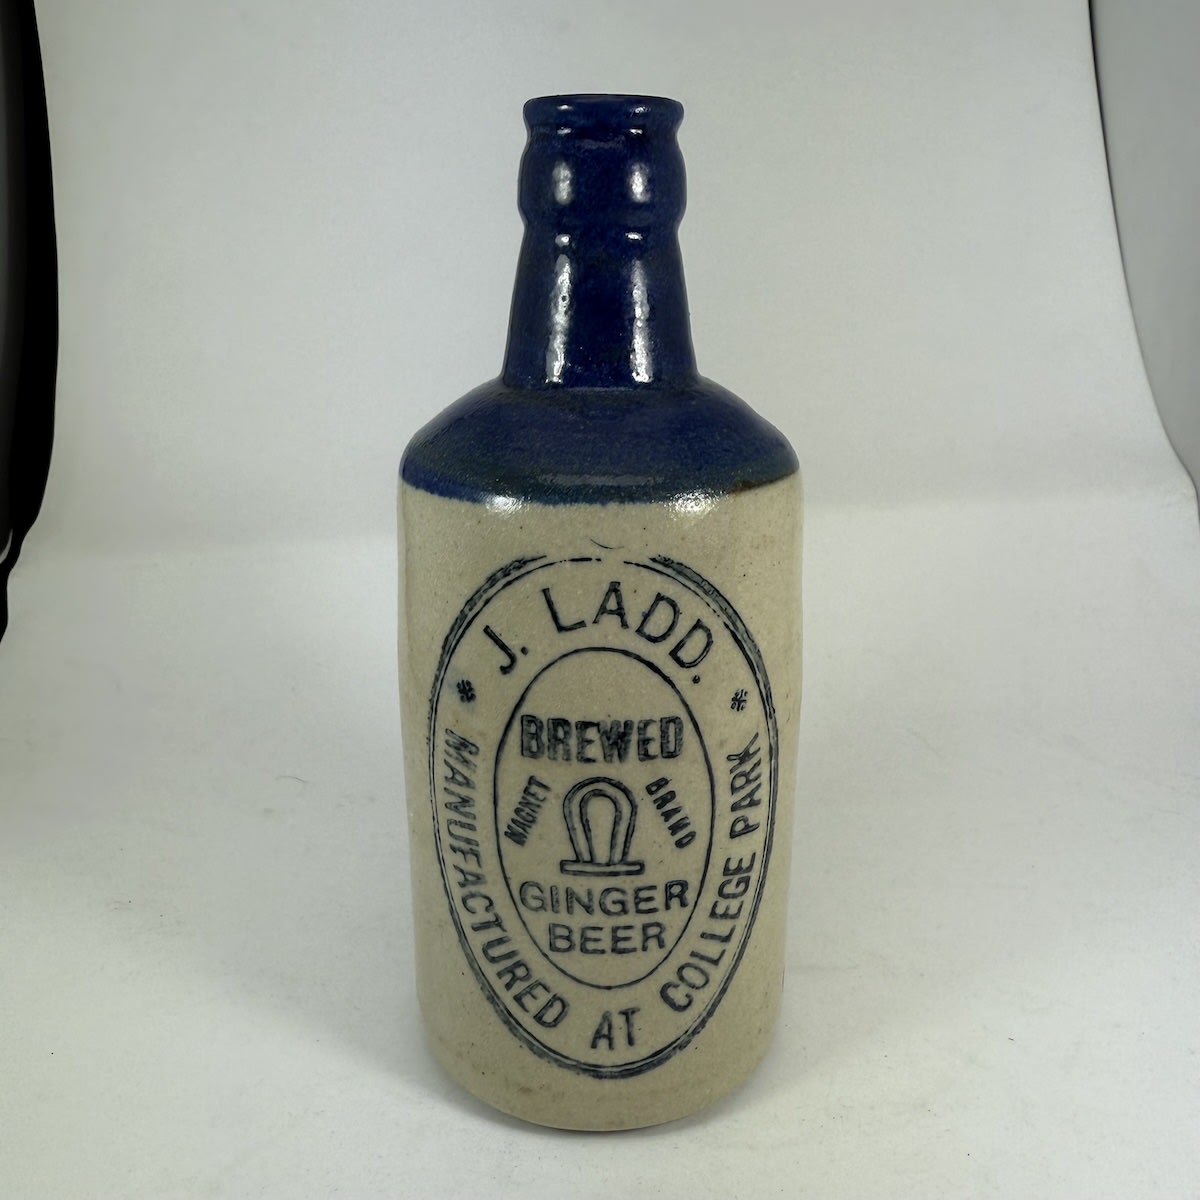 J. LADD.
BREWED
MAGNET BRAND
GINGER
BEER
* MANUFACTURED AT COLLEGE PARK *